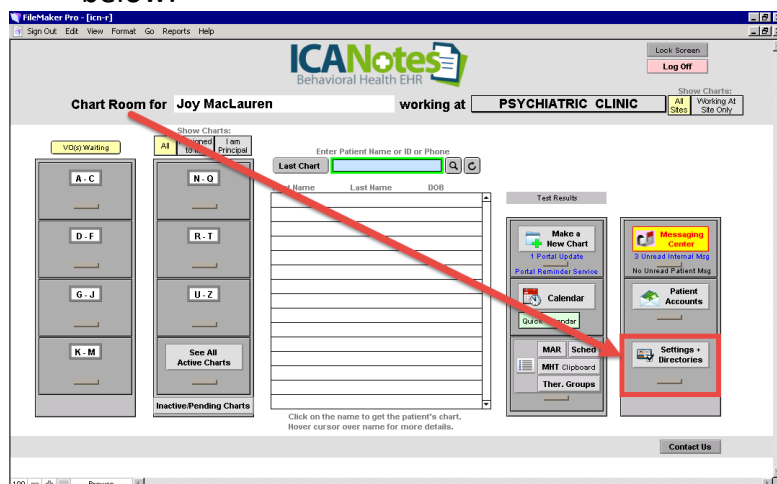 below.
FileMaker Pro - [icn-r]
Sign Out Edit View Format Go Reports Help
ICANotes
Behavioral Health EHR
Lock Screen
Log Off
Show Charts:
All Sites
Working At Site Only
Chart Room for Joy MacLauren working at PSYCHIATRIC CLINIC
VO(s) Waiting
Show Charts:
All
to
I am Principal
Enter Patient Name or ID or Phone
Last Chart
Last Name DOB
A - C
N - Q
D - F
R - T
G - J
U - Z
K - M
See All
Active Charts
Inactive/Pending Charts
Click on the name to get the patient's chart.
Hover cursor over name for more details.
Test Results
Make a
New Chart
1 Portal Update
Portal Reminder Service
Calendar
MAR Sched
MHT Clipboard
Ther. Groups
Messaging
Center
3 Unread Internal Msg
No Unread Patient Msg
Patient
Accounts
Settings +
Directories
Contact Us
100